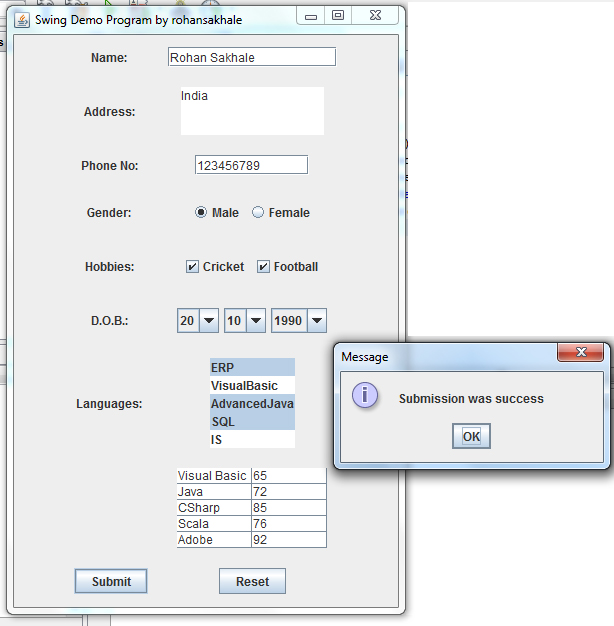 Swing Demo Program by rohansakhale
Name: Rohan Sakhale
Address: India
Phone No: 123456789
Gender: Male Female
Hobbies: Cricket Football
D.O.B.: 20 10 1990
Languages:
ERP
VisualBasic
AdvancedJava
SQL
IS
Visual Basic 65
Java 72
CSharp 85
Scala 76
Adobe 92
Submit Reset
Message
Submission was success
OK